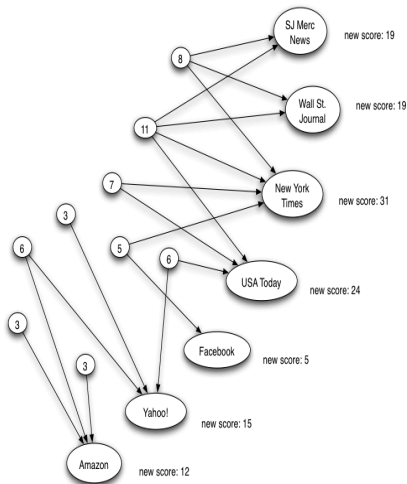 SJ Merc
News
new score: 19
8
Wall St.
Journal
new score: 19
11
7
New York
Times
new score: 31
3
6
5
6
USA Today
new score: 24
3
Facebook
new score: 5
3
Yahoo!
new score: 15
Amazon
new score: 12